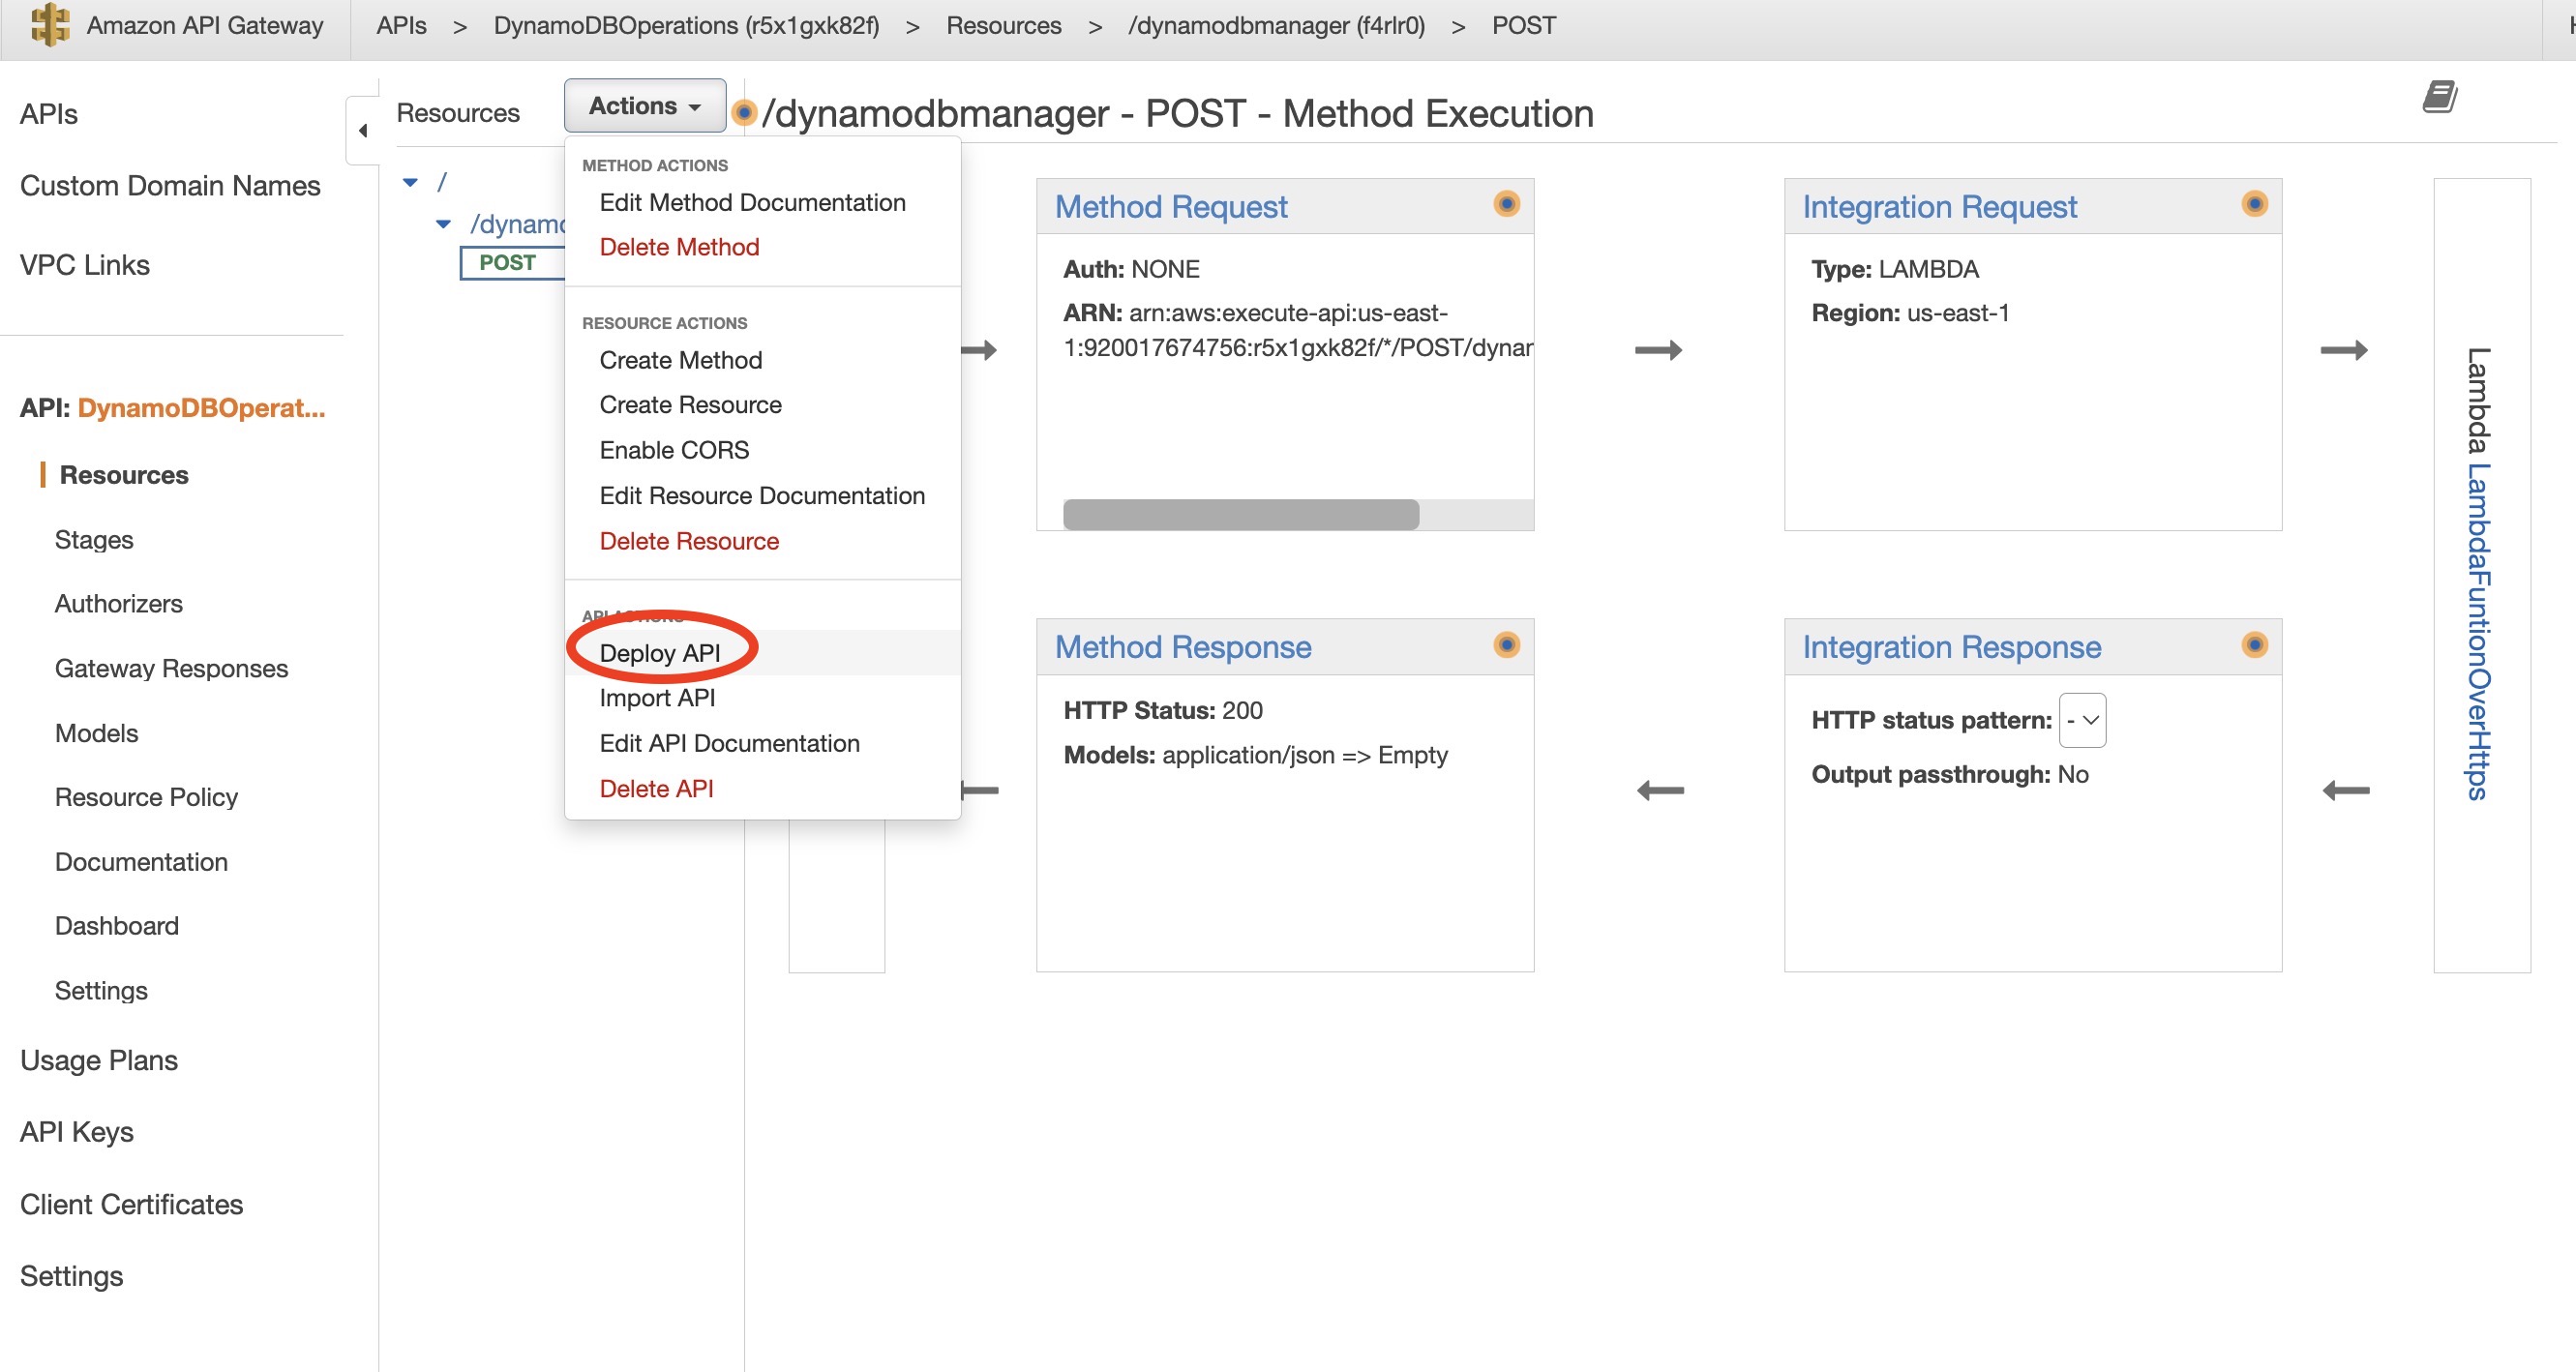 Amazon API Gateway
APIs > DynamoDBOperations (r5x1gxk82f) > Resources > /dynamodbmanager (f4rlr0) > POST
APIs
Custom Domain Names
VPC Links
API: DynamoDBOperat...
Resources
Stages
Authorizers
Gateway Responses
Models
Resource Policy
Documentation
Dashboard
Settings
Usage Plans
API Keys
Client Certificates
Settings
Resources
Actions
/
/dynamo
POST
METHOD ACTIONS
Edit Method Documentation
Delete Method
RESOURCE ACTIONS
Create Method
Create Resource
Enable CORS
Edit Resource Documentation
Delete Resource
API ACTIONS
Deploy API
Import API
Edit API Documentation
Delete API
/dynamodbmanager - POST - Method Execution
Method Request
Auth: NONE
ARN: arn:aws:execute-api:us-east-
1:920017674756:r5x1gxk82f/*/POST/dynar
Integration Request
Type: LAMBDA
Region: us-east-1
Method Response
HTTP Status: 200
Models: application/json => Empty
Integration Response
HTTP status pattern: -
Output passthrough: No
Lambda LambdaFuntionOverHttps